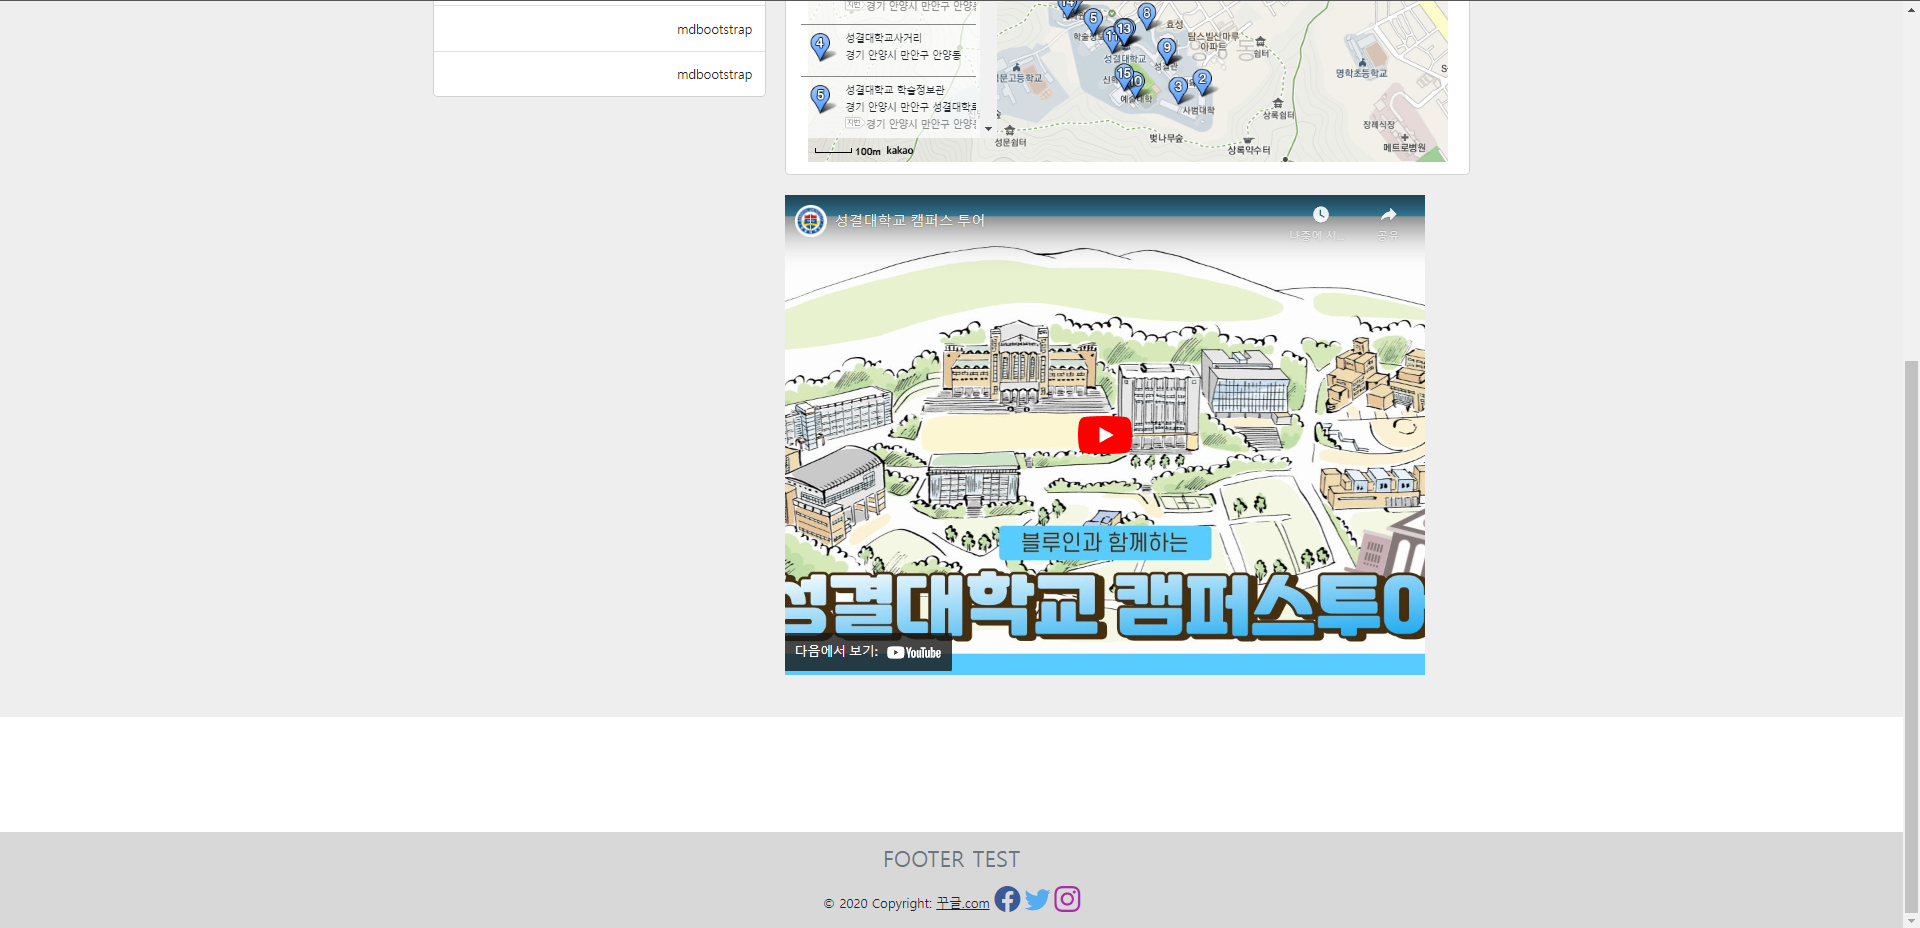 mdbootstrap
mdbootstrap
지번 경기 안양시 만안구 안양동
4
성결대학교사거리
경기 안양시 만안구 안양동
5
성결대학교 학술정보관
경기 안양시 만안구 성결대학로
지번 경기 안양시 만안구 안양동
14
5
8
13
11
9
15
10
3
2
효성
탑스빌산마루
아파트
쉼터
학술정보
성결대학교
성결관
예술대학
사범대학
명학초등학교
상록쉼터
성문쉼터
벚나무숲
상록약수터
장례식장
메트로병원
100m kakao
성결대학교 캠퍼스 투어
나중에 시...
공유
블루인과 함께하는
성결대학교 캠퍼스투어
다음에서 보기: YouTube
FOOTER TEST
© 2020 Copyright: 꾸글.com